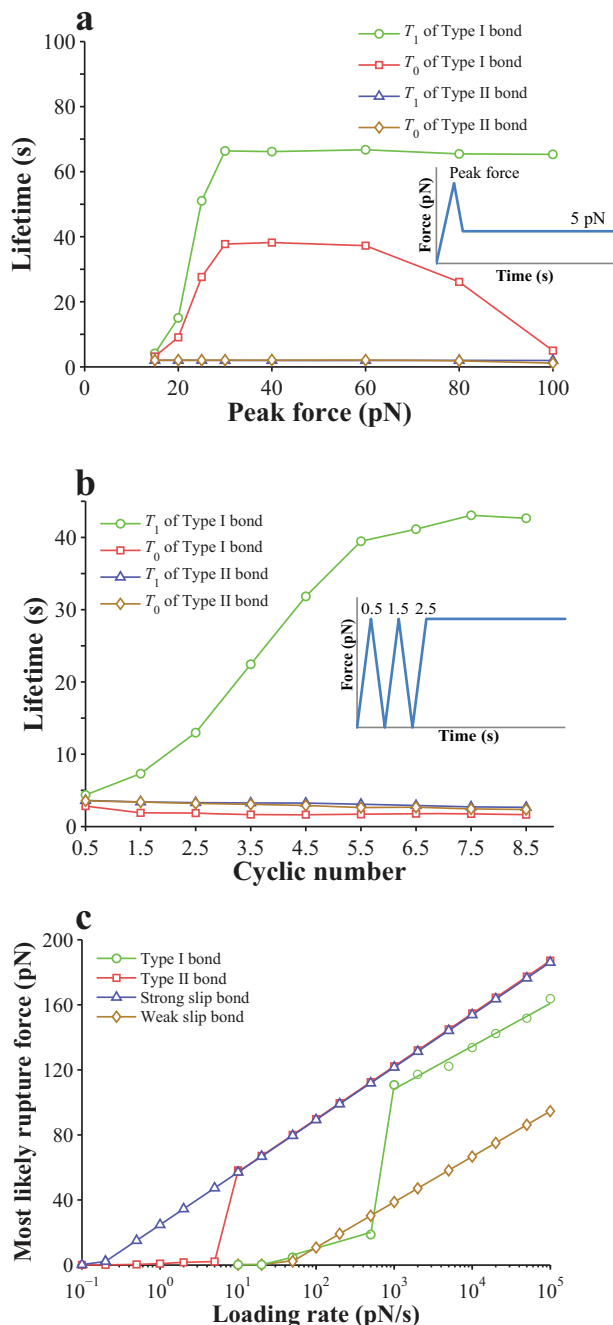 a
100
80
60
40
20
0
Lifetime (s)
T1 of Type I bond
T0 of Type I bond
T1 of Type II bond
T0 of Type II bond
Peak force
5 pN
Force (pN)
Time (s)
0 20 40 60 80 100
Peak force (pN)
b
40
30
20
10
0
Lifetime (s)
T1 of Type I bond
T0 of Type I bond
T1 of Type II bond
T0 of Type II bond
0.5 1.5 2.5
Force (pN)
Time (s)
0.5 1.5 2.5 3.5 4.5 5.5 6.5 7.5 8.5
Cyclic number
c
200
160
120
80
40
0
Most likely rupture force (pN)
Type I bond
Type II bond
Strong slip bond
Weak slip bond
10⁻¹ 10⁰ 10¹ 10² 10³ 10⁴ 10⁵
Loading rate (pN/s)